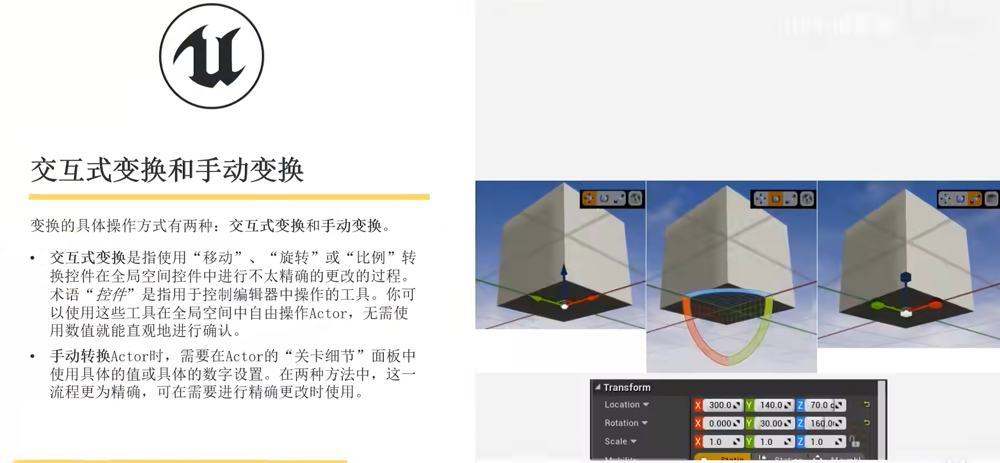 交互式变换和手动变换
变换的具体操作方式有两种：交互式变换和手动变换。
• 交互式变换是指使用“移动”、“旋转”或“比例”转
换控件在全局空间控件中进行不太精确的更改的过程。
术语“控件”是指用于控制编辑器中操作的工具。你可
以使用这些工具在全局空间中自由操作Actor，无需使
用数值就能直观地进行确认。
• 手动转换Actor时，需要在Actor的“关卡细节”面板中
使用具体的值或具体的数字设置。在两种方法中，这一
流程更为精确，可在需要进行精确更改时使用。
Transform
Location X 300.0 Y 140.0 Z 70.0
Rotation X 0.000 Y 30.00 Z 160.0
Scale X 1.0 Y 1.0 Z 1.0